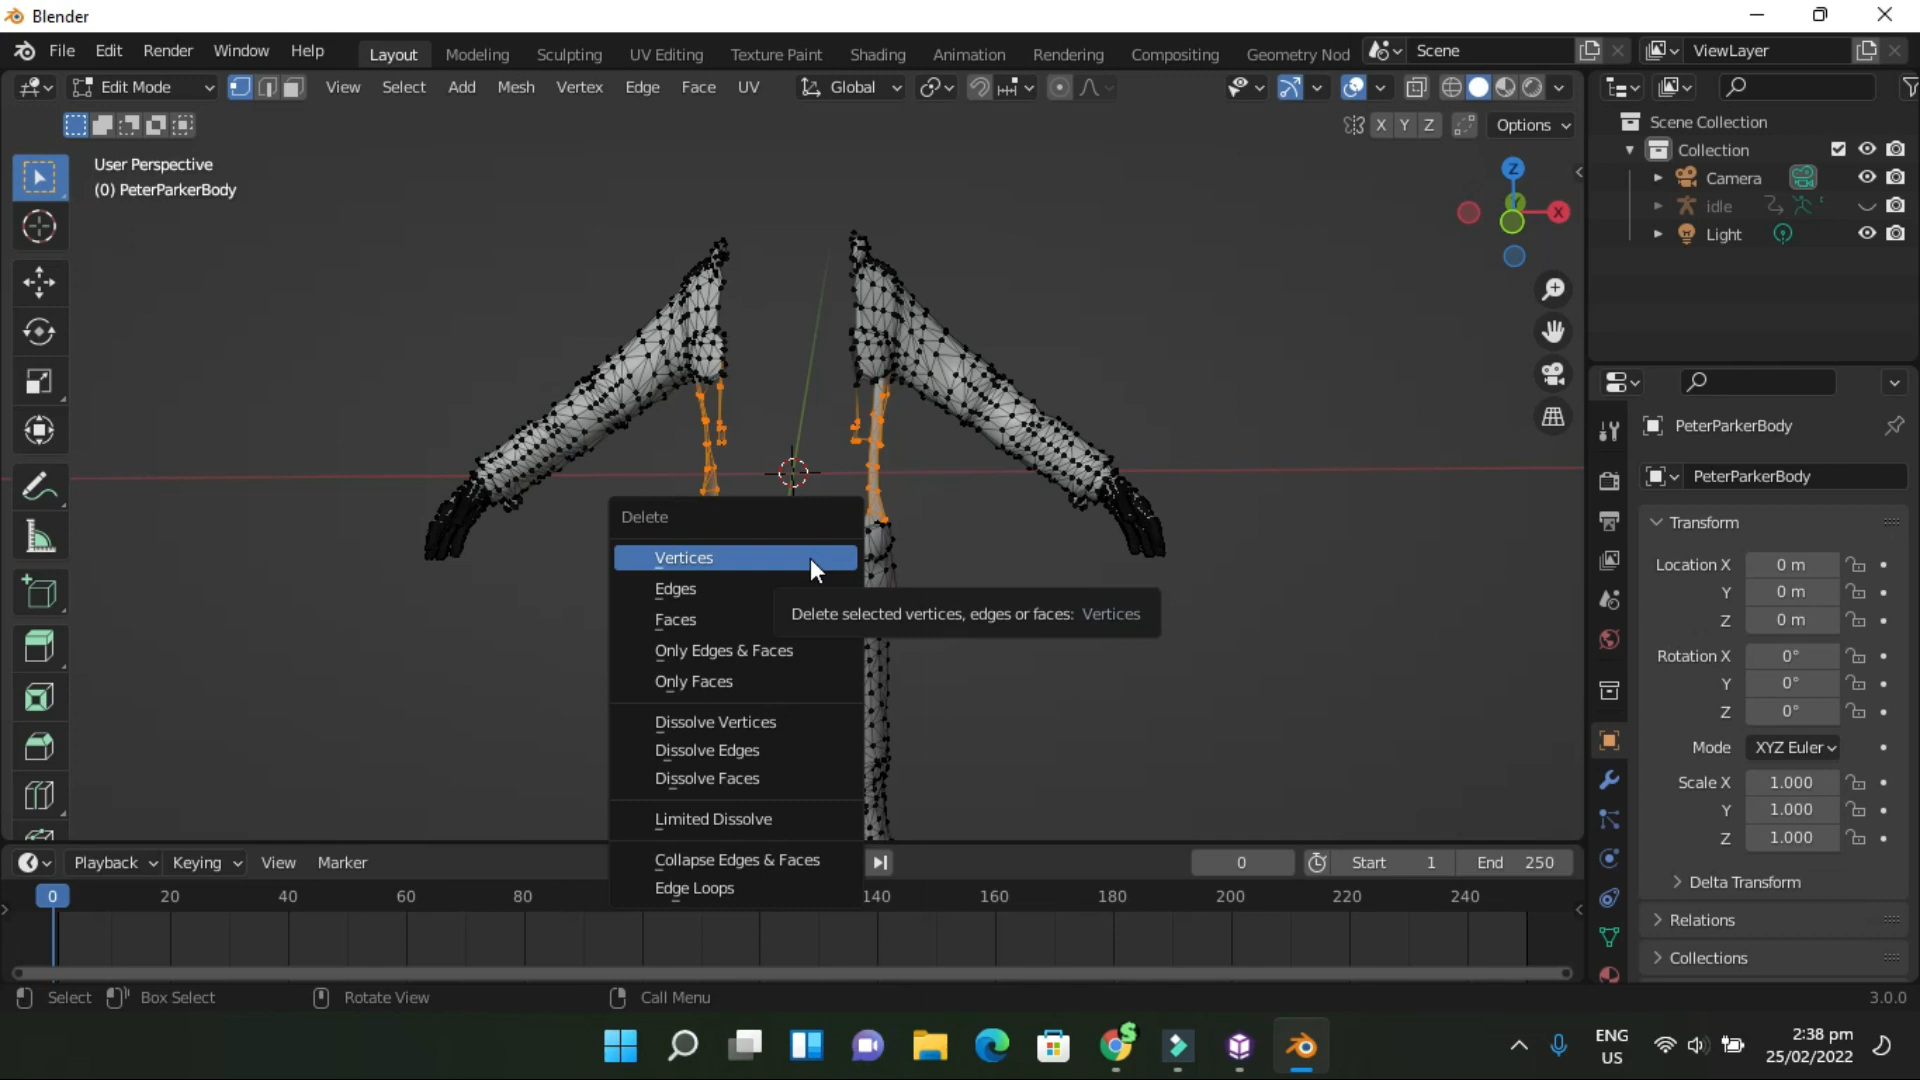 Blender
File Edit Render Window Help Layout Modeling Sculpting UV Editing Texture Paint Shading Animation Rendering Compositing Geometry Nod Scene ViewLayer
Edit Mode View Select Add Mesh Vertex Edge Face UV Global
X Y Z Options
Scene Collection
Collection
Camera
idle
Light
User Perspective
(0) PeterParkerBody
Z
X
Delete
Vertices
Edges
Faces
Only Edges & Faces
Only Faces
Dissolve Vertices
Dissolve Edges
Dissolve Faces
Limited Dissolve
Collapse Edges & Faces
Edge Loops
Delete selected vertices, edges or faces: Vertices
PeterParkerBody
PeterParkerBody
Transform
Location X 0 m
Y 0 m
Z 0 m
Rotation X 0°
Y 0°
Z 0°
Mode XYZ Euler
Scale X 1.000
Y 1.000
Z 1.000
Delta Transform
Relations
Collections
Playback Keying View Marker 0 Start 1 End 250
0 20 40 60 80 140 160 180 200 220 240
Select Box Select Rotate View Call Menu 3.0.0
ENG
US
2:38 pm
25/02/2022